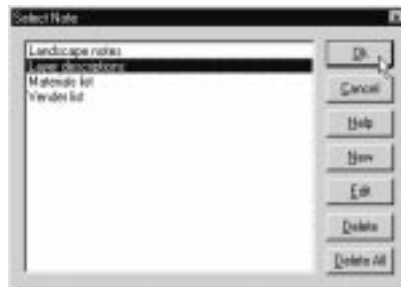 Select Note
Landscape notes
Layer descriptions
Materials list
Vendor list
Ok
Cancel
Help
New
Edit
Delete
Delete All